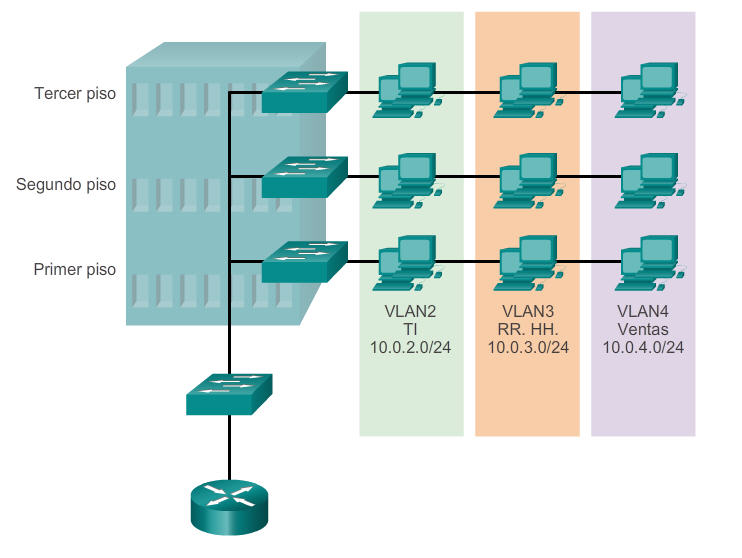 Tercer piso
Segundo piso
Primer piso
VLAN2
TI
10.0.2.0/24
VLAN3
RR. HH.
10.0.3.0/24
VLAN4
Ventas
10.0.4.0/24